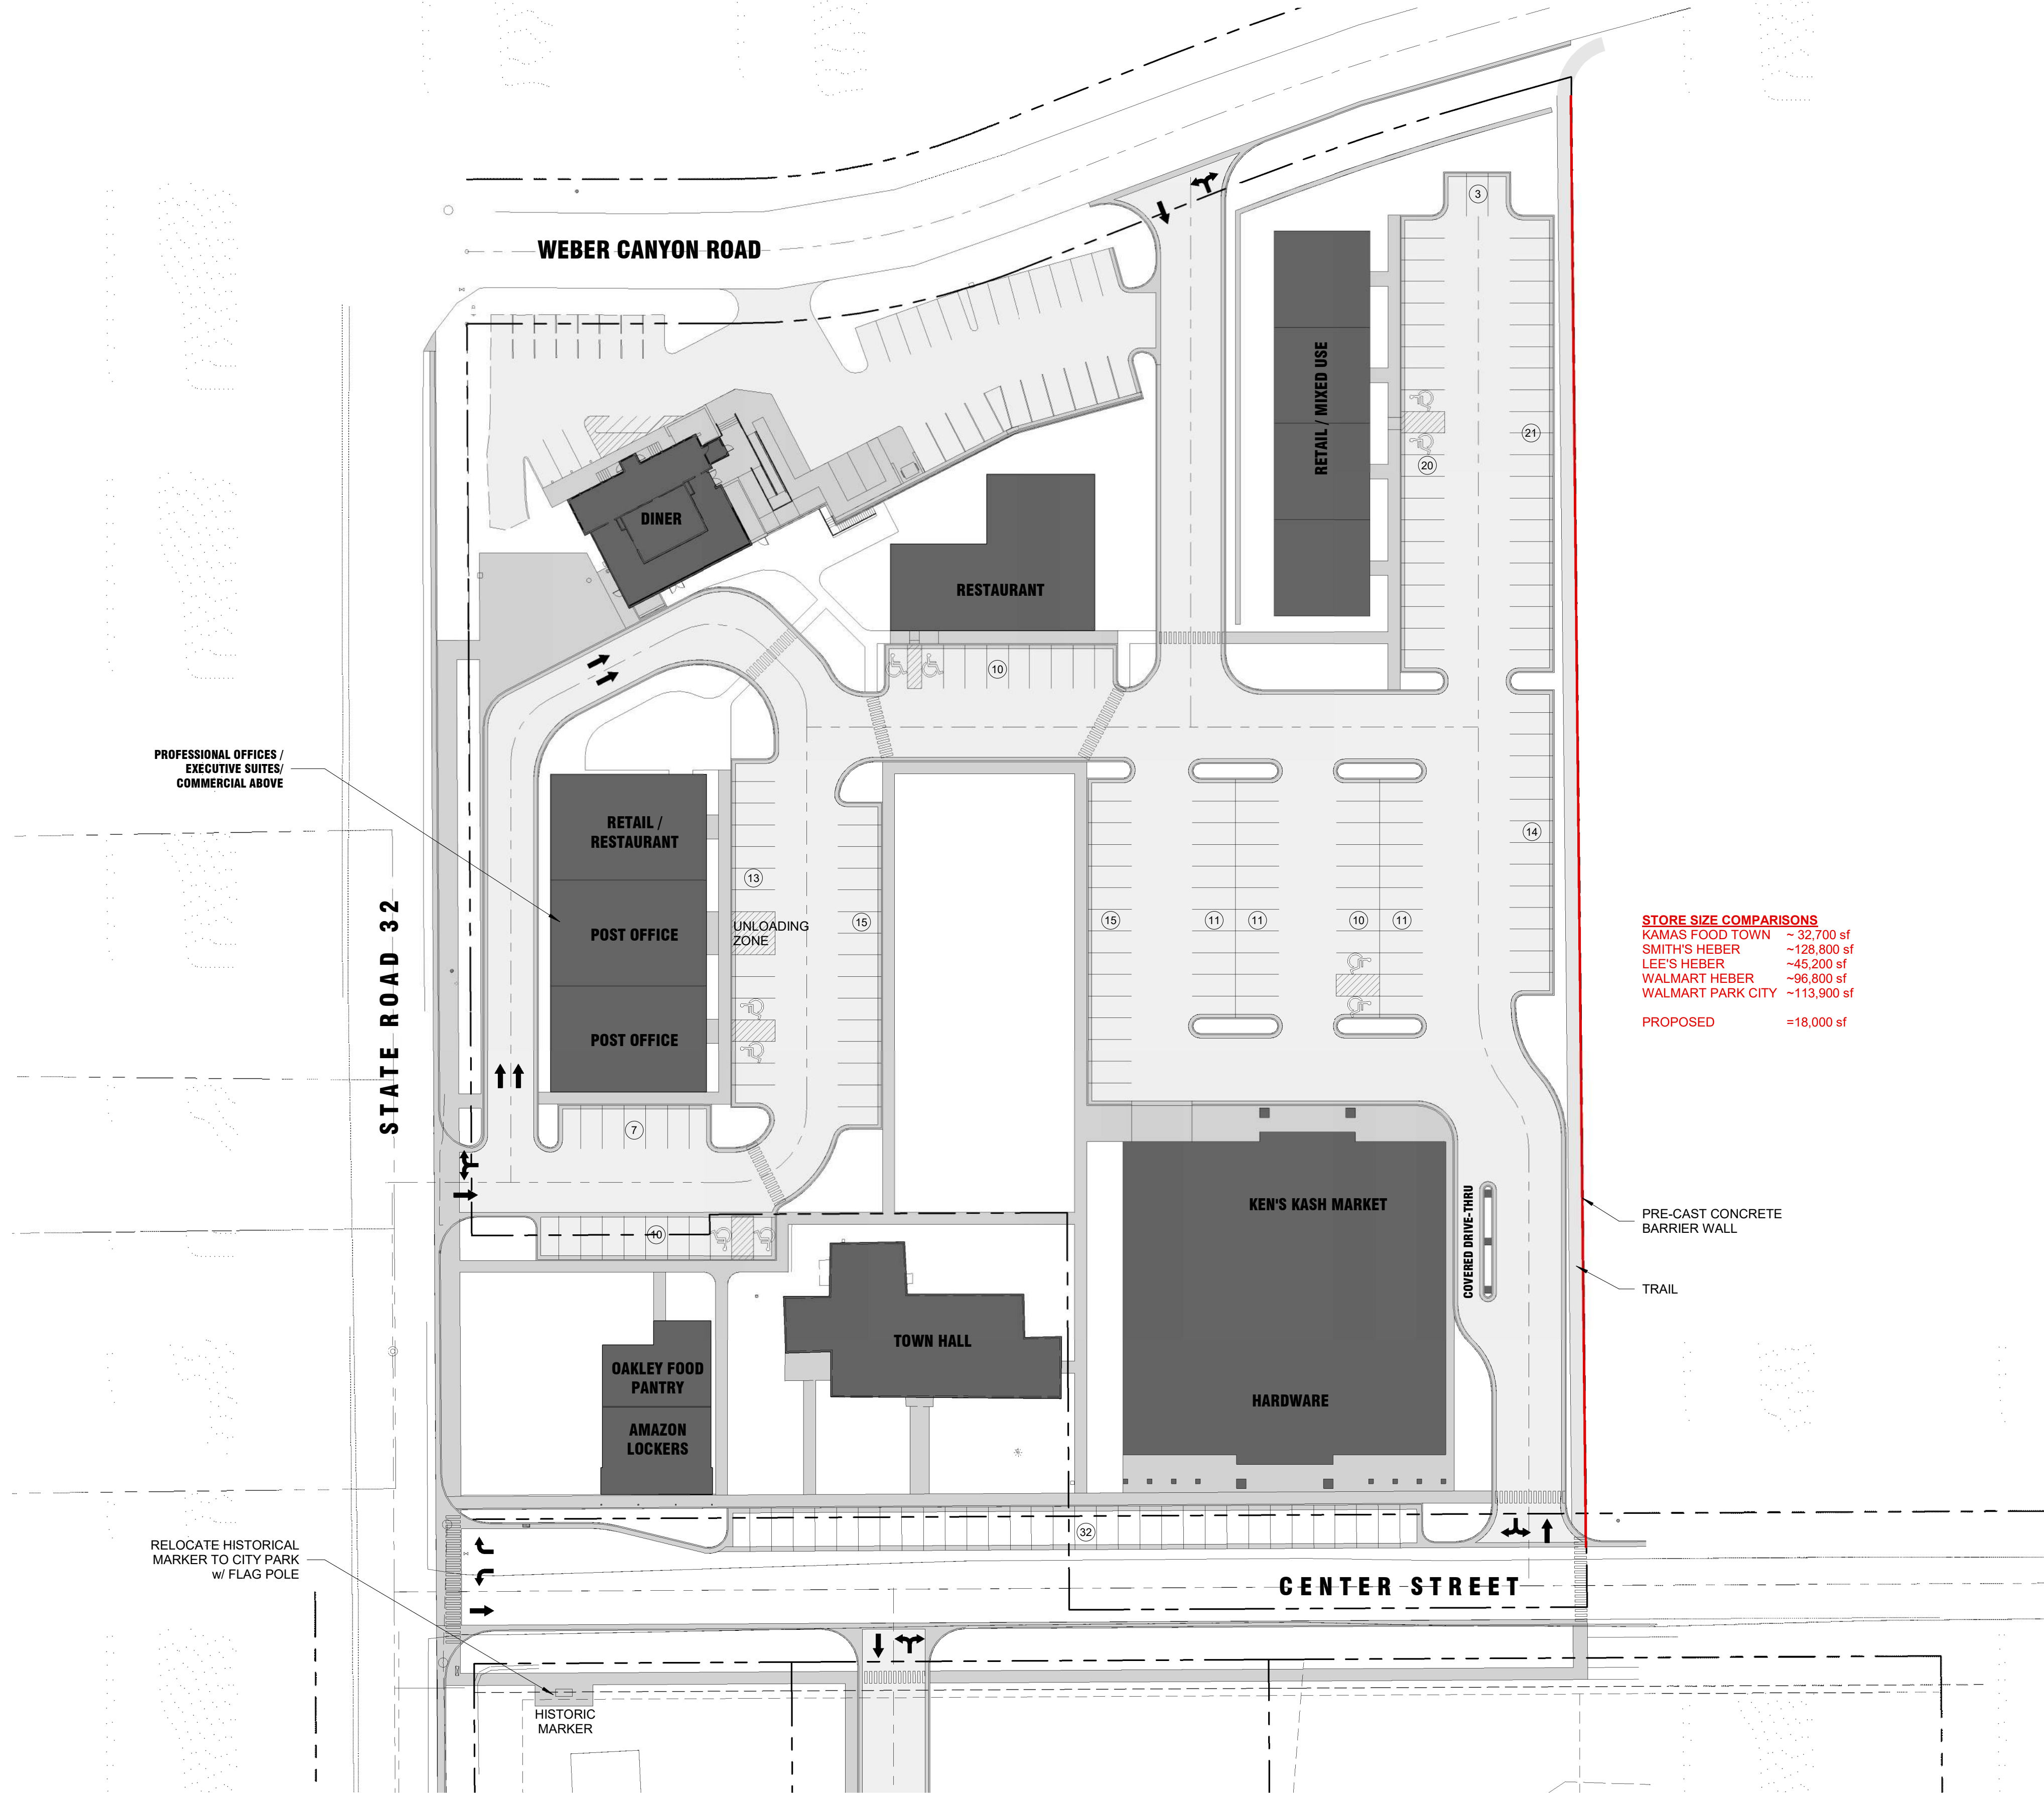 WEBER CANYON ROAD
3
RETAIL / MIXED USE
21
20
DINER
RESTAURANT
10
PROFESSIONAL OFFICES /
EXECUTIVE SUITES/
COMMERCIAL ABOVE
RETAIL /
RESTAURANT
POST OFFICE
POST OFFICE
13
UNLOADING
ZONE
15
15
11
11
10
11
14
STATE ROAD 32
STORE SIZE COMPARISONS
KAMAS FOOD TOWN ~ 32,700 sf
SMITH'S HEBER ~128,800 sf
LEE'S HEBER ~45,200 sf
WALMART HEBER ~96,800 sf
WALMART PARK CITY ~113,900 sf
PROPOSED =18,000 sf
7
10
KEN'S KASH MARKET
COVERED DRIVE-THRU
PRE-CAST CONCRETE
BARRIER WALL
TRAIL
TOWN HALL
OAKLEY FOOD
PANTRY
AMAZON
LOCKERS
HARDWARE
32
RELOCATE HISTORICAL
MARKER TO CITY PARK
w/ FLAG POLE
CENTER STREET
HISTORIC
MARKER